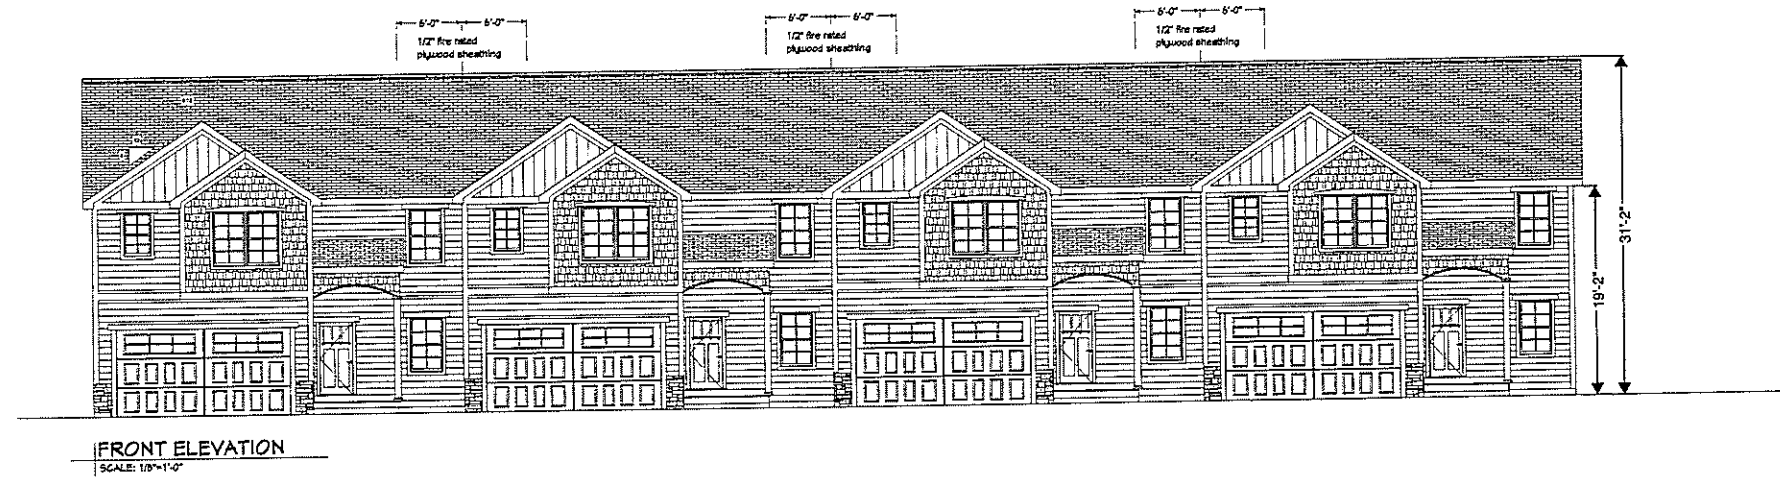 6'-0" 6'-0"
1/2" fire rated
plywood sheathing
6'-0" 6'-0"
1/2" fire rated
plywood sheathing
6'-0" 6'-0"
1/2" fire rated
plywood sheathing
19'-2"
31'-2"
FRONT ELEVATION
SCALE: 1/8"=1'-0"